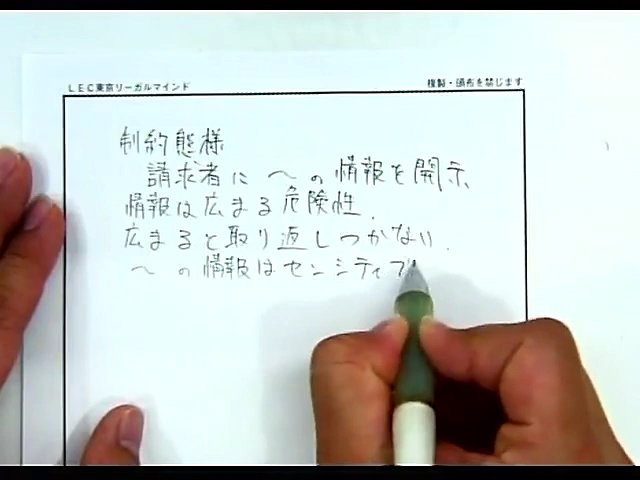 LEC東京リーガルマインド 複製・頒布を禁じます
制約態様
請求者に 〜の情報を開示、
情報は広まる危険性.
広まると取り返しつかない.
〜の情報はセンシティブ